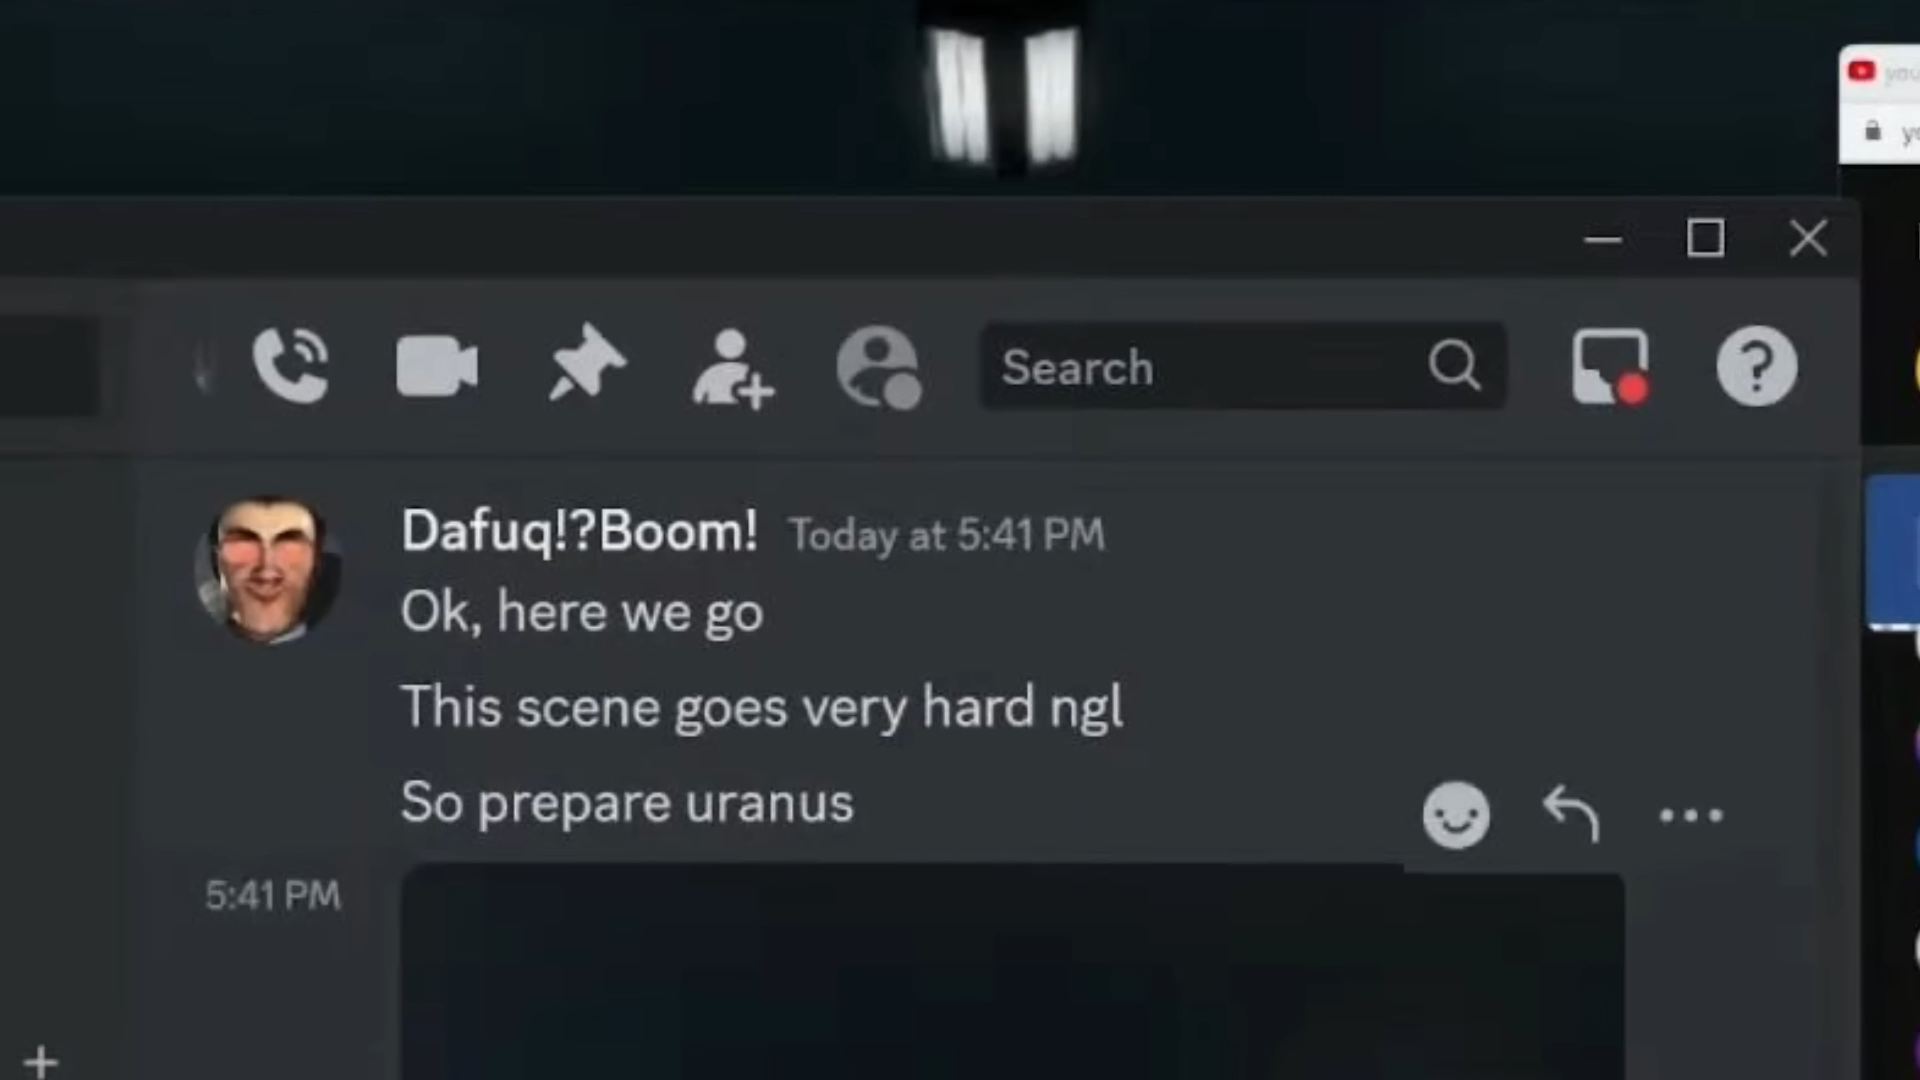 Search
Dafuq!?Boom! Today at 5:41 PM
Ok, here we go
This scene goes very hard ngl
So prepare uranus
5:41 PM